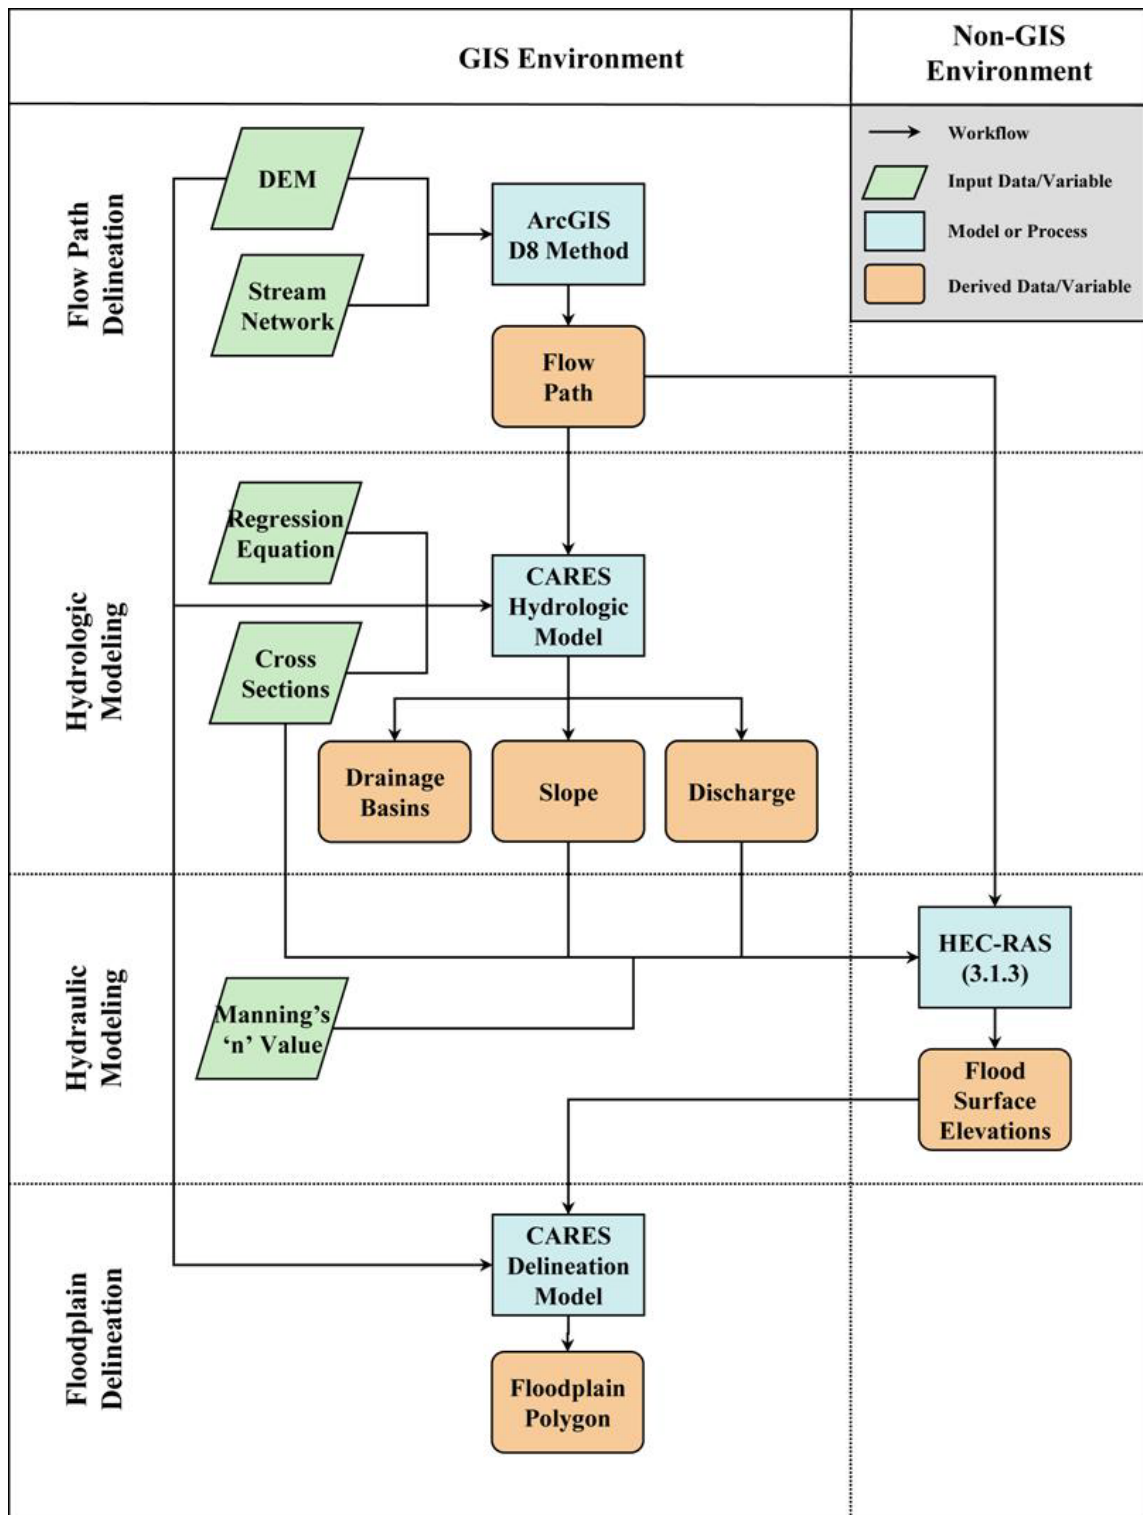 GIS Environment
Non-GIS
Environment
Workflow
Input Data/Variable
Model or Process
Derived Data/Variable
Flow Path
Delineation
DEM
Stream
Network
ArcGIS
D8 Method
Flow
Path
Hydrologic
Modeling
Regression
Equation
Cross
Sections
CARES
Hydrologic
Model
Drainage
Basins
Slope
Discharge
Hydraulic
Modeling
Manning's
‘n’ Value
HEC-RAS
(3.1.3)
Flood
Surface
Elevations
Floodplain
Delineation
CARES
Delineation
Model
Floodplain
Polygon